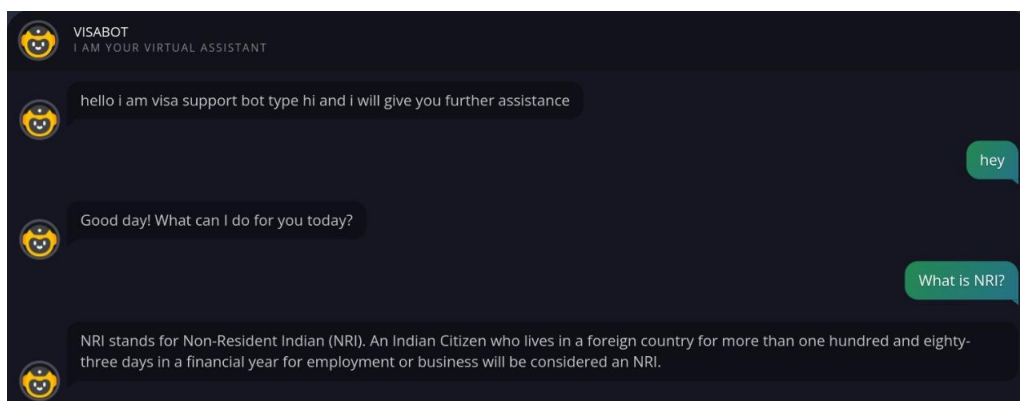 VISABOT
I AM YOUR VIRTUAL ASSISTANT
hello i am visa support bot type hi and i will give you further assistance
hey
Good day! What can I do for you today?
What is NRI?
NRI stands for Non-Resident Indian (NRI). An Indian Citizen who lives in a foreign country for more than one hundred and eighty-
three days in a financial year for employment or business will be considered an NRI.